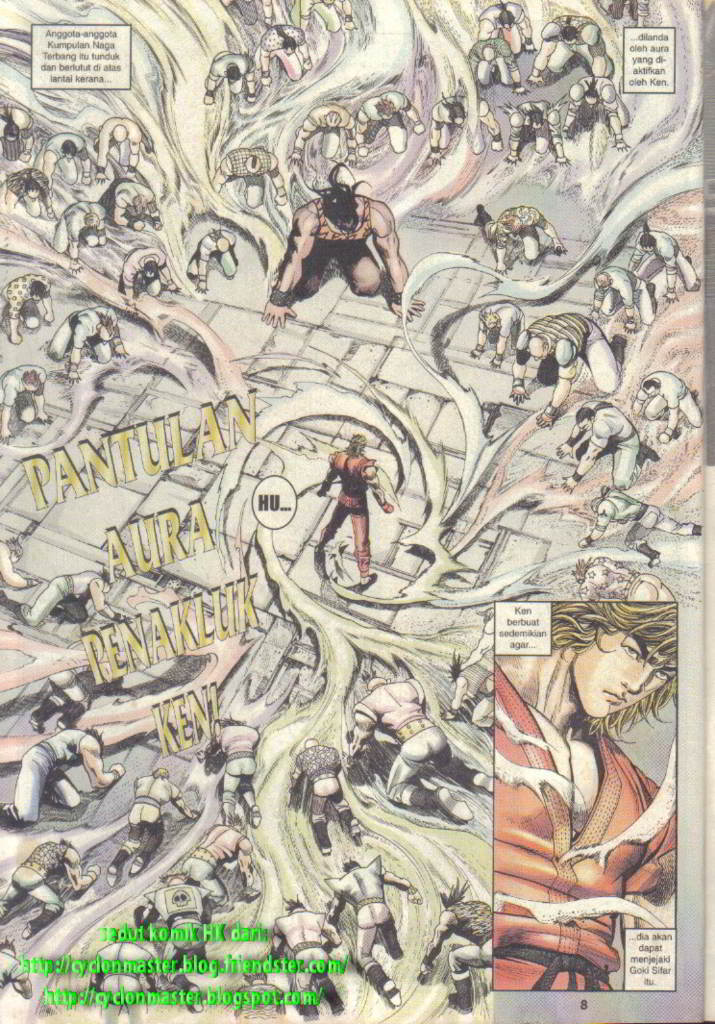 Anggota-anggota
Kumpulan Naga
Terbang itu tunduk
dan berlutut di atas
lantai kerana...
...dilanda
oleh aura
yang di-
aktifkan
oleh Ken.
PANTULAN
AURA
PENAKLUK
KEN!
HU...
Ken
berbuat
sedemikian
agar...
...dia akan
dapat
menjejaki
Goki Sifar
itu.
sedut komik HK dari:
http://cyclonmaster.blog.friendster.com/
http://cyclonmaster.blogspot.com/
8